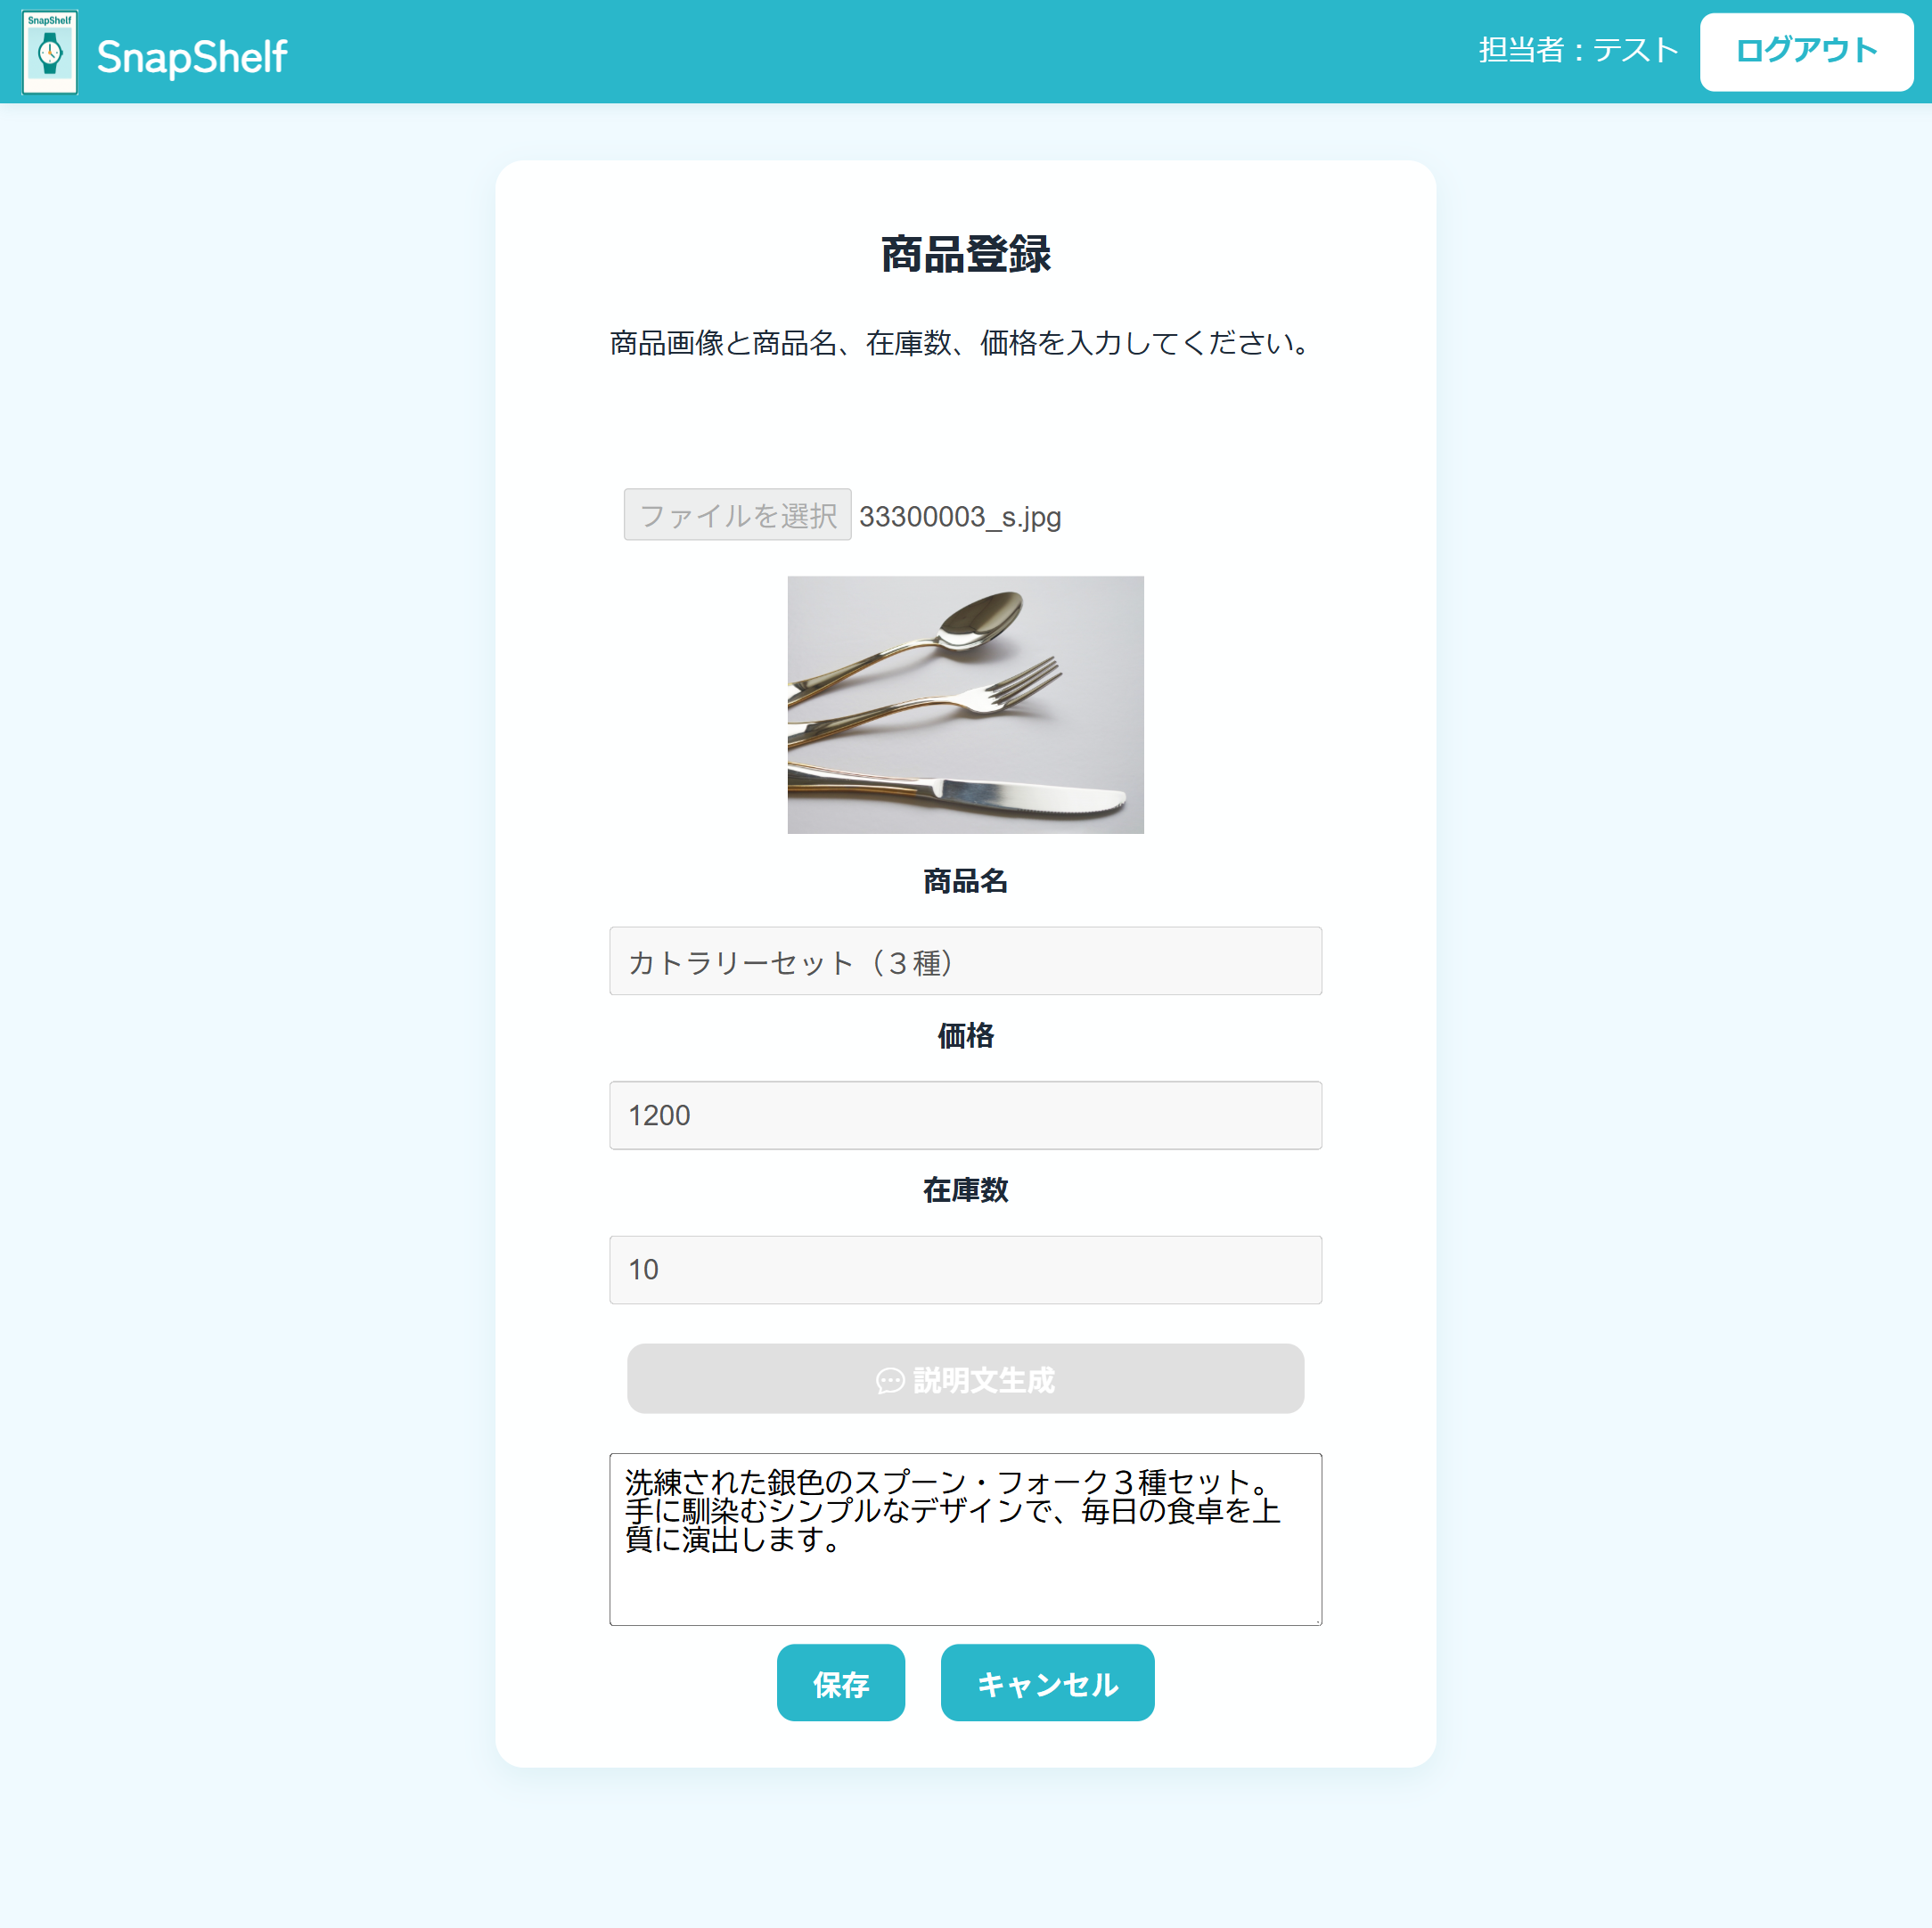 SnapShelf
SnapShelf
担当者：テスト
ログアウト
商品登録
商品画像と商品名、在庫数、価格を入力してください。
ファイルを選択 33300003_s.jpg
商品名
カトラリーセット（３種）
価格
1200
在庫数
10
説明文生成
洗練された銀色のスプーン・フォーク３種セット。
手に馴染むシンプルなデザインで、毎日の食卓を上
質に演出します。
保存
キャンセル